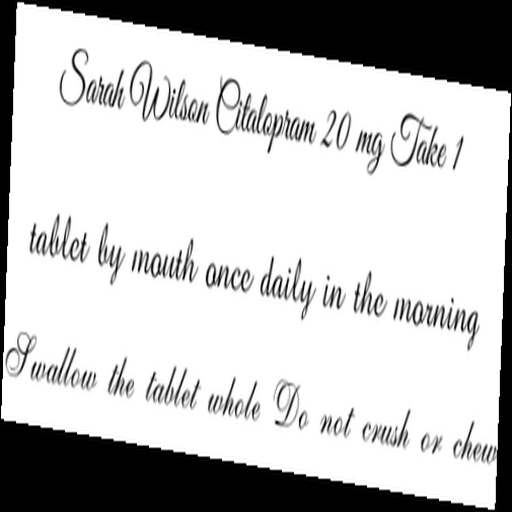 Sarah Wilson Citalopram 20 mg Take 1
tablet by mouth once daily in the morning
Swallow the tablet whole Do not crush or chew